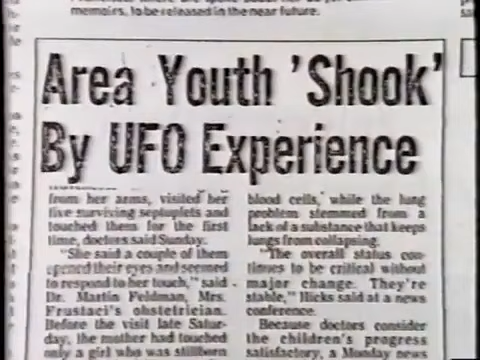 memoirs, to be released in the near future.
Area Youth 'Shook'
By UFO Experience
from her arms, visited her
five surviving septuplets and
touched them for the first
time, doctors said Sunday.
"She said a couple of them
opened their eyes and seemed
to respond to her touch," said
Dr. Martin Feldman, Mrs.
Frustaci's obstetrician.
Before the visit late Satur-
day, the mother had touched
only a girl who was stillborn
blood cells, while the lung
problem stemmed from a
lack of a substance that keeps
lungs from collapsing.
"The overall status con-
tinues to be critical without
major change. They're
stable," Hicks said at a news
conference.
Because doctors consider
the children's progress
satisfactory, a Monday news